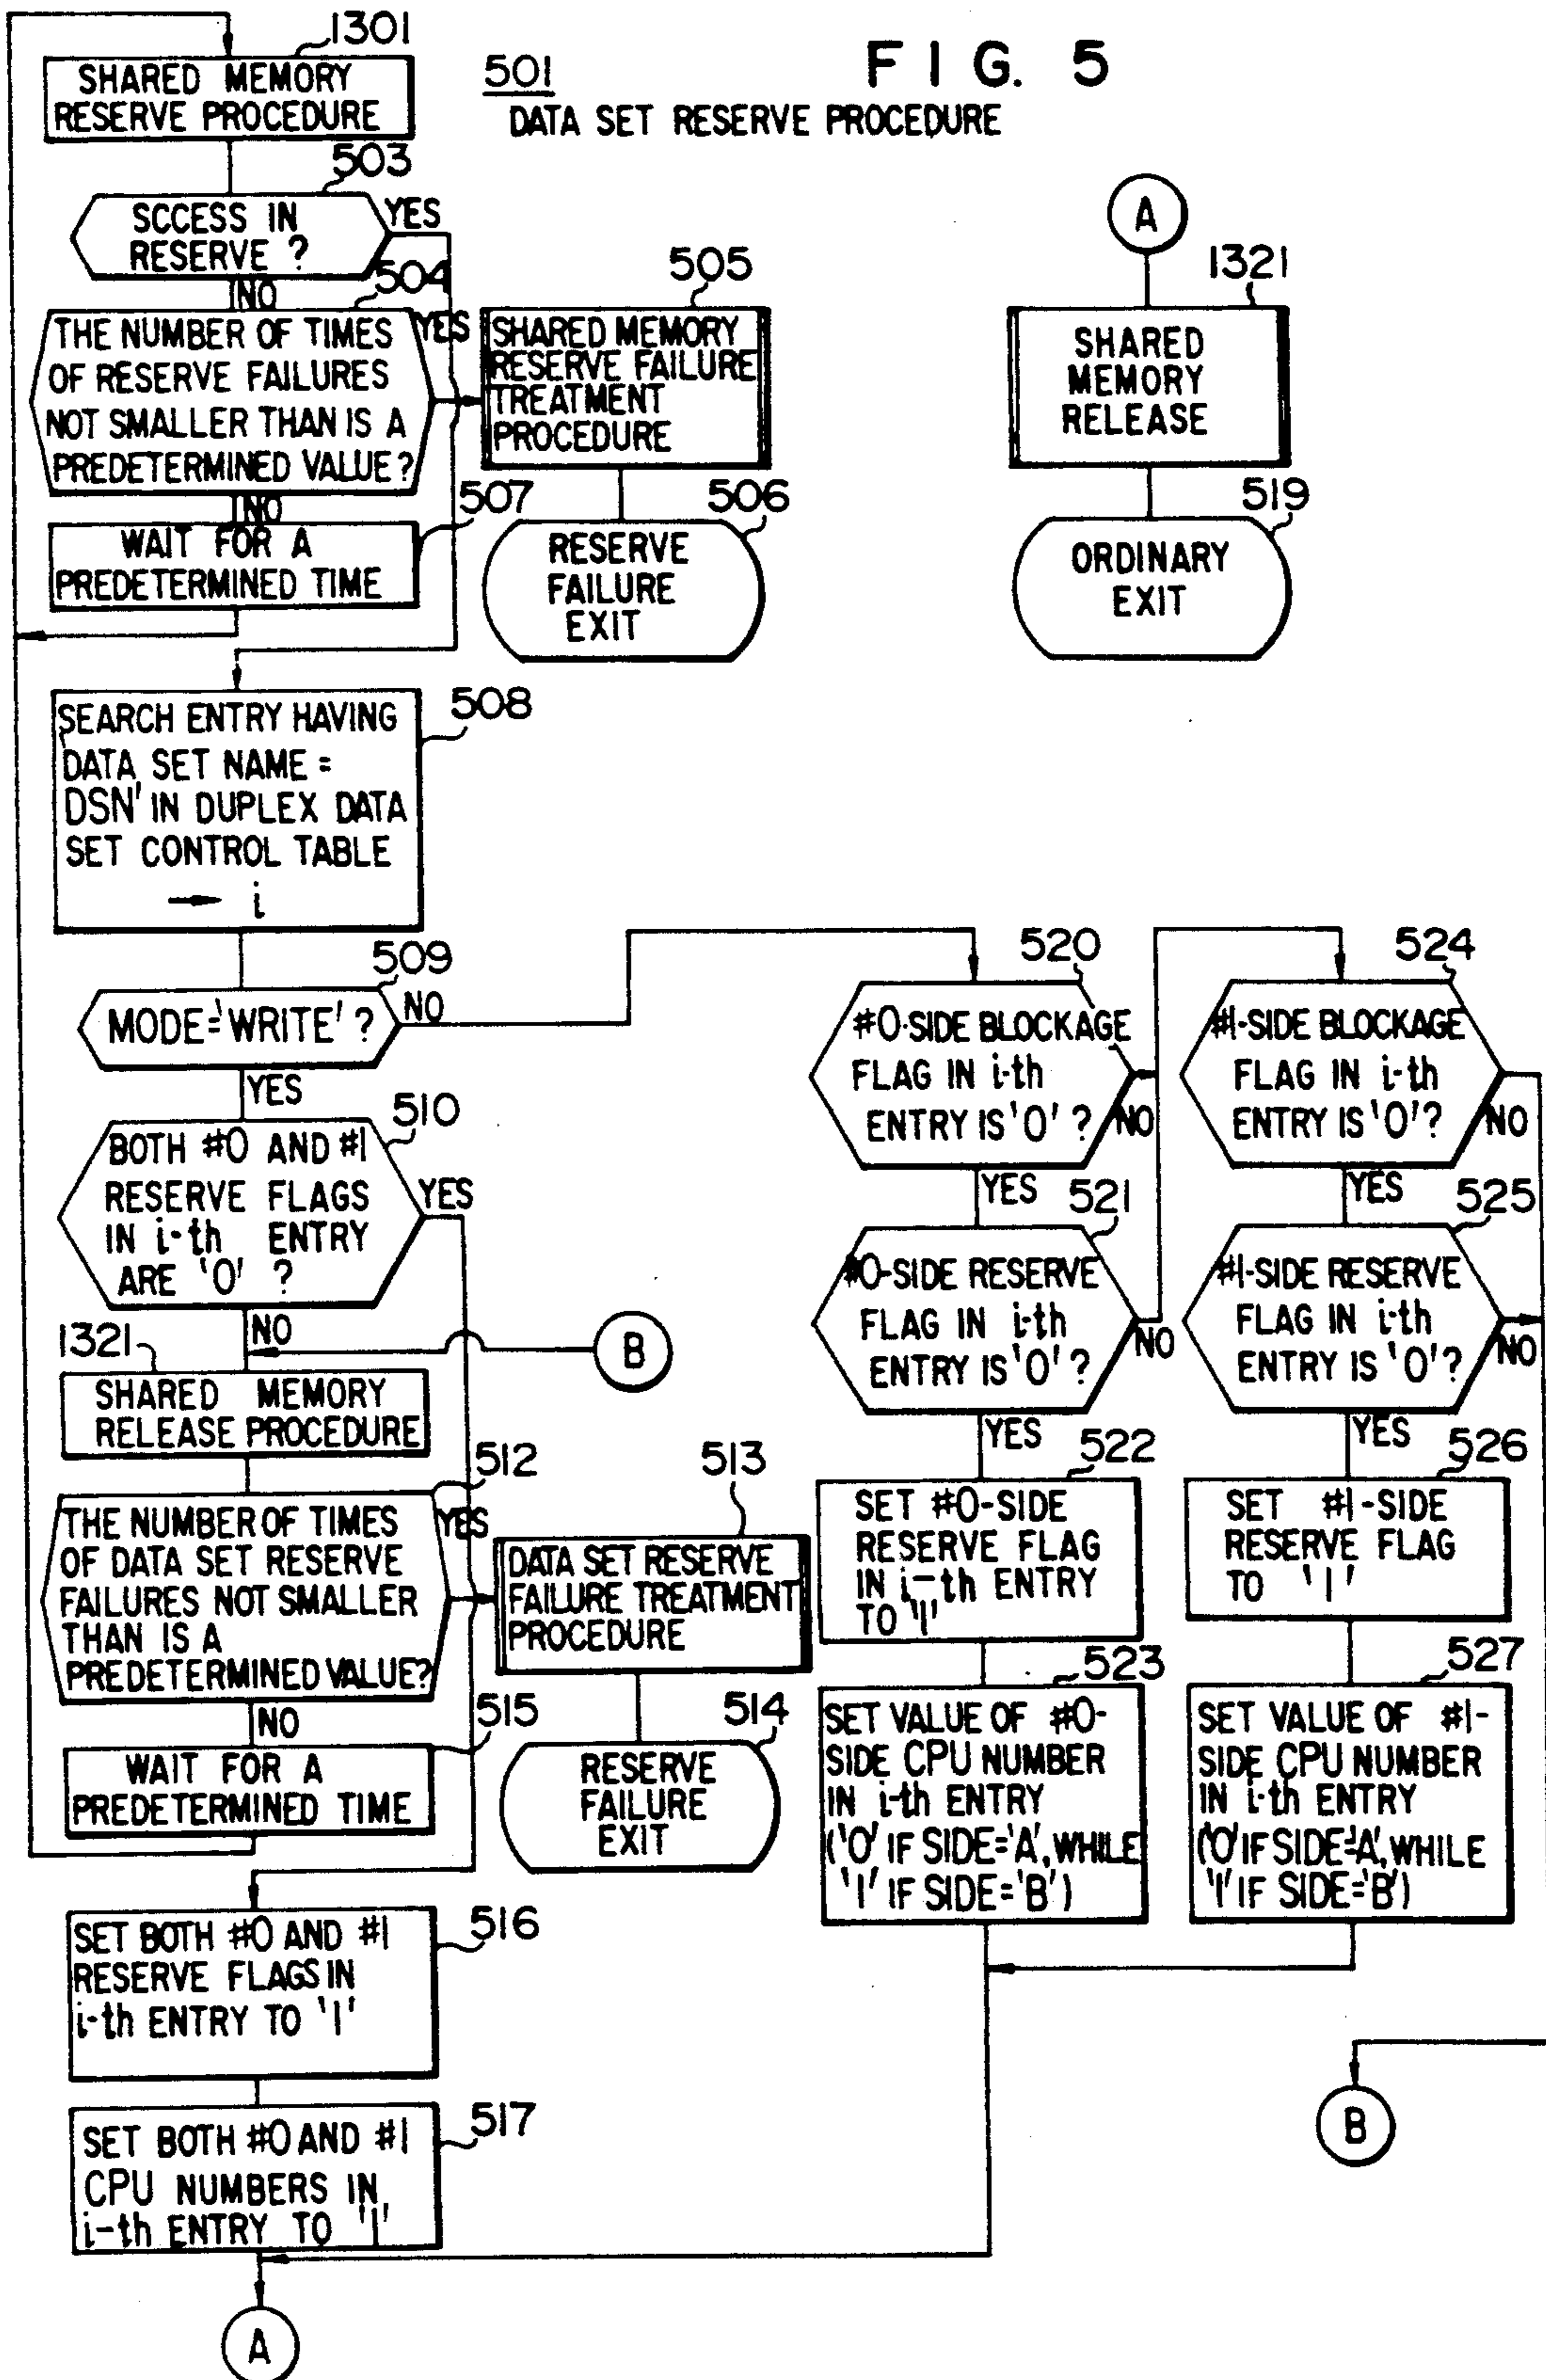 FIG. 5
501
DATA SET RESERVE PROCEDURE
1301
SHARED MEMORY
RESERVE PROCEDURE
503
SCCESS IN
RESERVE ?
YES
NO
504
THE NUMBER OF TIMES
OF RESERVE FAILURES
NOT SMALLER THAN IS A
PREDETERMINED VALUE?
YES
NO
505
SHARED MEMORY
RESERVE FAILURE
TREATMENT
PROCEDURE
506
RESERVE
FAILURE
EXIT
507
WAIT FOR A
PREDETERMINED TIME
A
1321
SHARED
MEMORY
RELEASE
519
ORDINARY
EXIT
508
SEARCH ENTRY HAVING
DATA SET NAME =
DSN' IN DUPLEX DATA
SET CONTROL TABLE
→ i
509
MODE='WRITE' ?
NO
YES
510
BOTH #0 AND #1
RESERVE FLAGS
IN i-th ENTRY
ARE '0' ?
YES
NO
B
1321
SHARED MEMORY
RELEASE PROCEDURE
512
THE NUMBER OF TIMES
OF DATA SET RESERVE
FAILURES NOT SMALLER
THAN IS A
PREDETERMINED VALUE?
YES
NO
513
DATA SET RESERVE
FAILURE TREATMENT
PROCEDURE
514
RESERVE
FAILURE
EXIT
515
WAIT FOR A
PREDETERMINED TIME
516
SET BOTH #0 AND #1
RESERVE FLAGS IN
i-th ENTRY TO '1'
517
SET BOTH #0 AND #1
CPU NUMBERS IN
i-th ENTRY TO '1'
A
520
#0-SIDE BLOCKAGE
FLAG IN i-th
ENTRY IS '0' ?
NO
YES
521
#0-SIDE RESERVE
FLAG IN i-th
ENTRY IS '0' ?
NO
YES
522
SET #0-SIDE
RESERVE FLAG
IN i-th ENTRY
TO '1'
523
SET VALUE OF #0-
SIDE CPU NUMBER
IN i-th ENTRY
('0' IF SIDE='A', WHILE
'1' IF SIDE='B')
524
#1-SIDE BLOCKAGE
FLAG IN i-th
ENTRY IS '0'?
NO
YES
525
#1-SIDE RESERVE
FLAG IN i-th
ENTRY IS '0'?
NO
YES
526
SET #1-SIDE
RESERVE FLAG
TO '1'
527
SET VALUE OF #1-
SIDE CPU NUMBER
IN i-th ENTRY
('0' IF SIDE='A', WHILE
'1' IF SIDE='B')
B